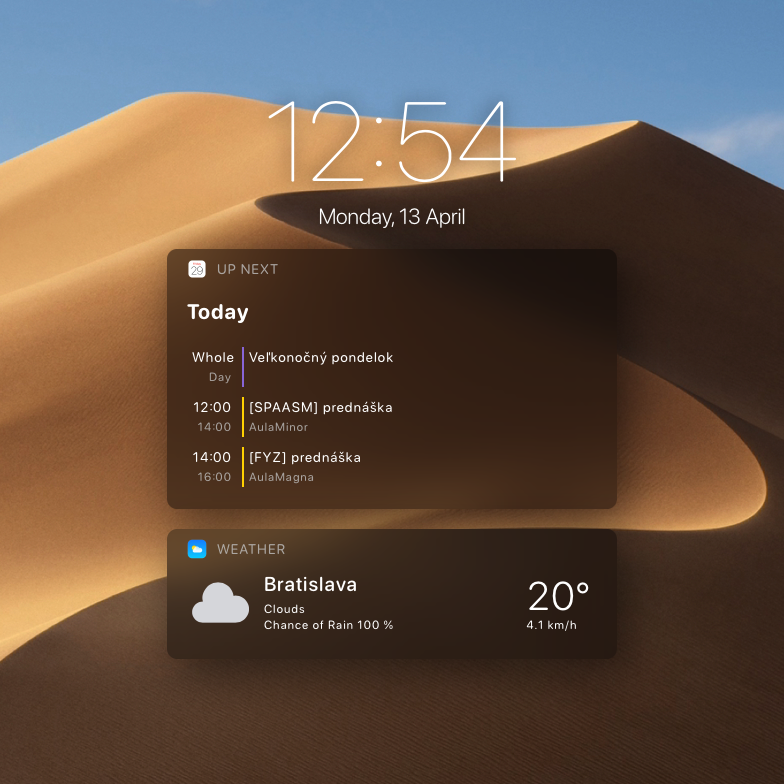 12:54
Monday, 13 April
29 UP NEXT
Today
Whole Veľkonočný pondelok
Day
12:00 [SPAASM] prednáška
14:00 AulaMinor
14:00 [FYZ] prednáška
16:00 AulaMagna
WEATHER
Bratislava 20°
Clouds
Chance of Rain 100 % 4.1 km/h